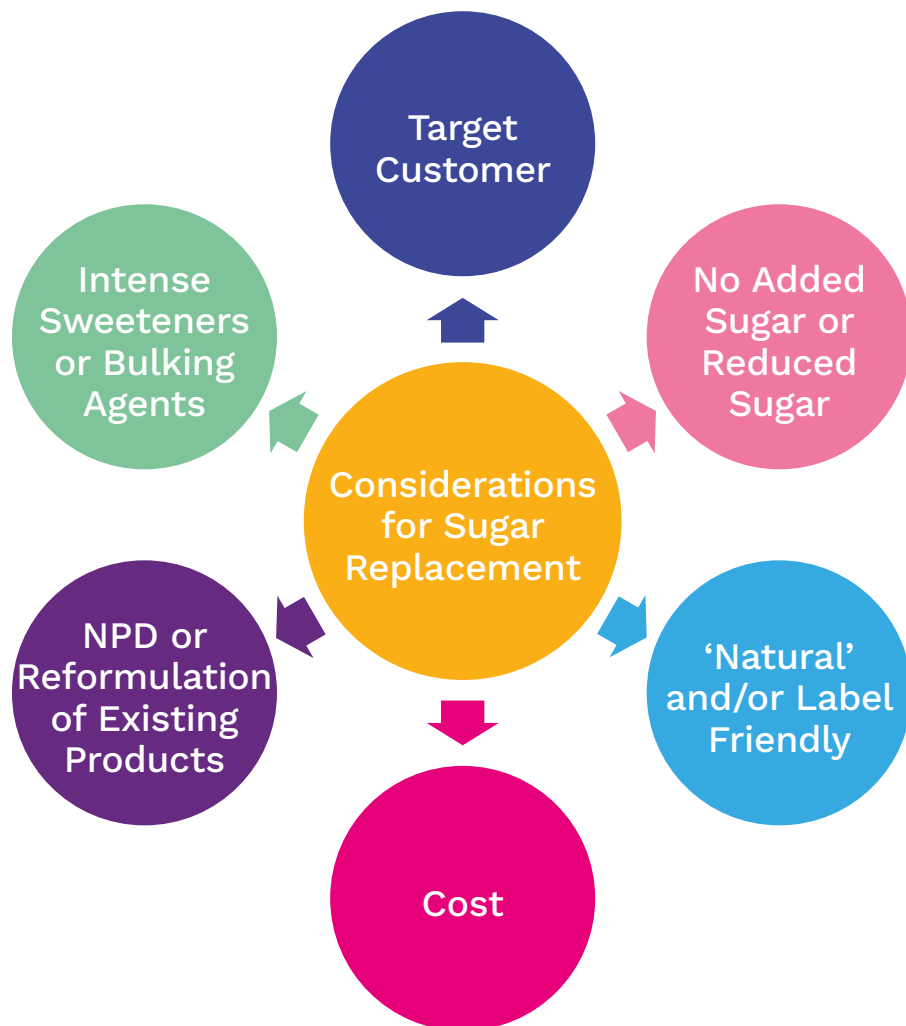 Target
Customer
Intense
Sweeteners
or Bulking
Agents
No Added
Sugar or
Reduced
Sugar
Considerations
for Sugar
Replacement
NPD or
Reformulation
of Existing
Products
‘Natural’
and/or Label
Friendly
Cost